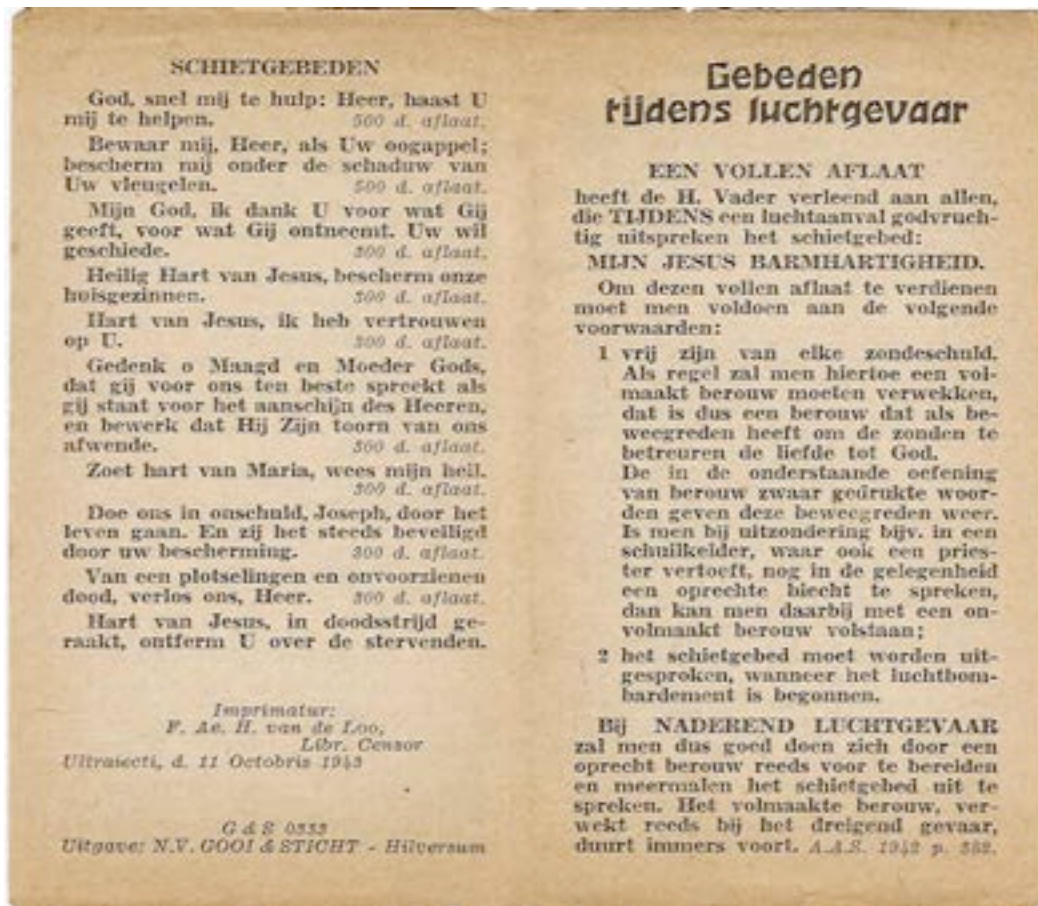 SCHIETGEBEDEN
God, snel mij te hulp: Heer, haast U
mij te helpen. 500 d. aflaat.
Bewaar mij, Heer, als Uw oogappel;
bescherm mij onder de schaduw van
Uw vleugelen. 500 d. aflaat.
Mijn God, ik dank U voor wat Gij
geeft, voor wat Gij ontneemt. Uw wil
geschiede. 300 d. aflaat.
Heilig Hart van Jesus, bescherm onze
huisgezinnen. 300 d. aflaat.
Hart van Jesus, ik heb vertrouwen
op U. 300 d. aflaat.
Gedenk o Maagd en Moeder Gods,
dat gij voor ons ten beste spreekt als
gij staat voor het aanschijn des Heeren,
en bewerk dat Hij Zijn toorn van ons
afwende. 300 d. aflaat.
Zoet hart van Maria, wees mijn heil.
300 d. aflaat.
Doe ons in onschuld, Joseph, door het
leven gaan. En zij het steeds beveiligd
door uw bescherming. 300 d. aflaat.
Van een plotselingen en onvoorzienen
dood, verlos ons, Heer. 300 d. aflaat.
Hart van Jesus, in doodsstrijd ge-
raakt, ontferm U over de stervenden.
Imprimatur:
F. Ae. H. van de Loo,
Libr. Censor
Ultraiecti, d. 11 Octobris 1943
G & S 0333
Uitgave: N.V. GOOI & STICHT - Hilversum
Gebeden
tijdens luchtgevaar
EEN VOLLEN AFLAAT
heeft de H. Vader verleend aan allen,
die TIJDENS een luchtaanval godvruch-
tig uitspreken het schietgebed:
MIJN JESUS BARMHARTIGHEID.
Om dezen vollen aflaat te verdienen
moet men voldoen aan de volgende
voorwaarden:
1 vrij zijn van elke zondeschuld.
Als regel zal men hiertoe een vol-
maakt berouw moeten verwekken,
dat is dus een berouw dat als be-
weegreden heeft om de zonden te
betreuren de liefde tot God.
De in de onderstaande oefening
van berouw zwaar gedrukte woor-
den geven deze beweegreden weer.
Is men bij uitzondering bijv. in een
schuilkelder, waar ook een pries-
ter vertoeft, nog in de gelegenheid
een oprechte biecht te spreken,
dan kan men daarbij met een on-
volmaakt berouw volstaan;
2 het schietgebed moet worden uit-
gesproken, wanneer het luchtbom-
bardement is begonnen.
Bij NADEREND LUCHTGEVAAR
zal men dus goed doen zich door een
oprecht berouw reeds voor te bereiden
en meermalen het schietgebed uit te
spreken. Het volmaakte berouw, ver-
wekt reeds bij het dreigend gevaar,
duurt immers voort. A.A.S. 1942 p. 382.